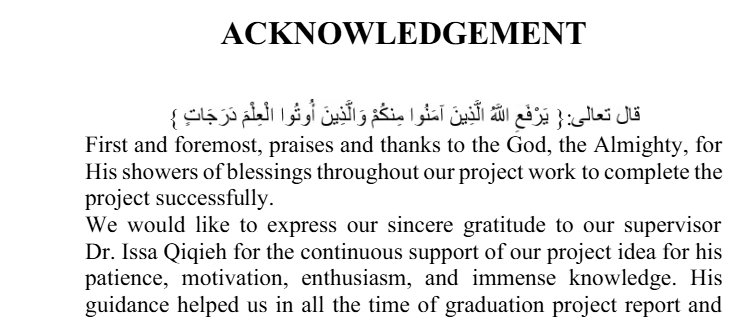 ACKNOWLEDGEMENT
قال تعالى:{ يَرْفَعِ اللَّهُ الَّذِينَ آمَنُوا مِنكُمْ وَالَّذِينَ أُوتُوا الْعِلْمَ دَرَجَاتٍ }
First and foremost, praises and thanks to the God, the Almighty, for
His showers of blessings throughout our project work to complete the
project successfully.
We would like to express our sincere gratitude to our supervisor
Dr. Issa Qiqieh for the continuous support of our project idea for his
patience, motivation, enthusiasm, and immense knowledge. His
guidance helped us in all the time of graduation project report and